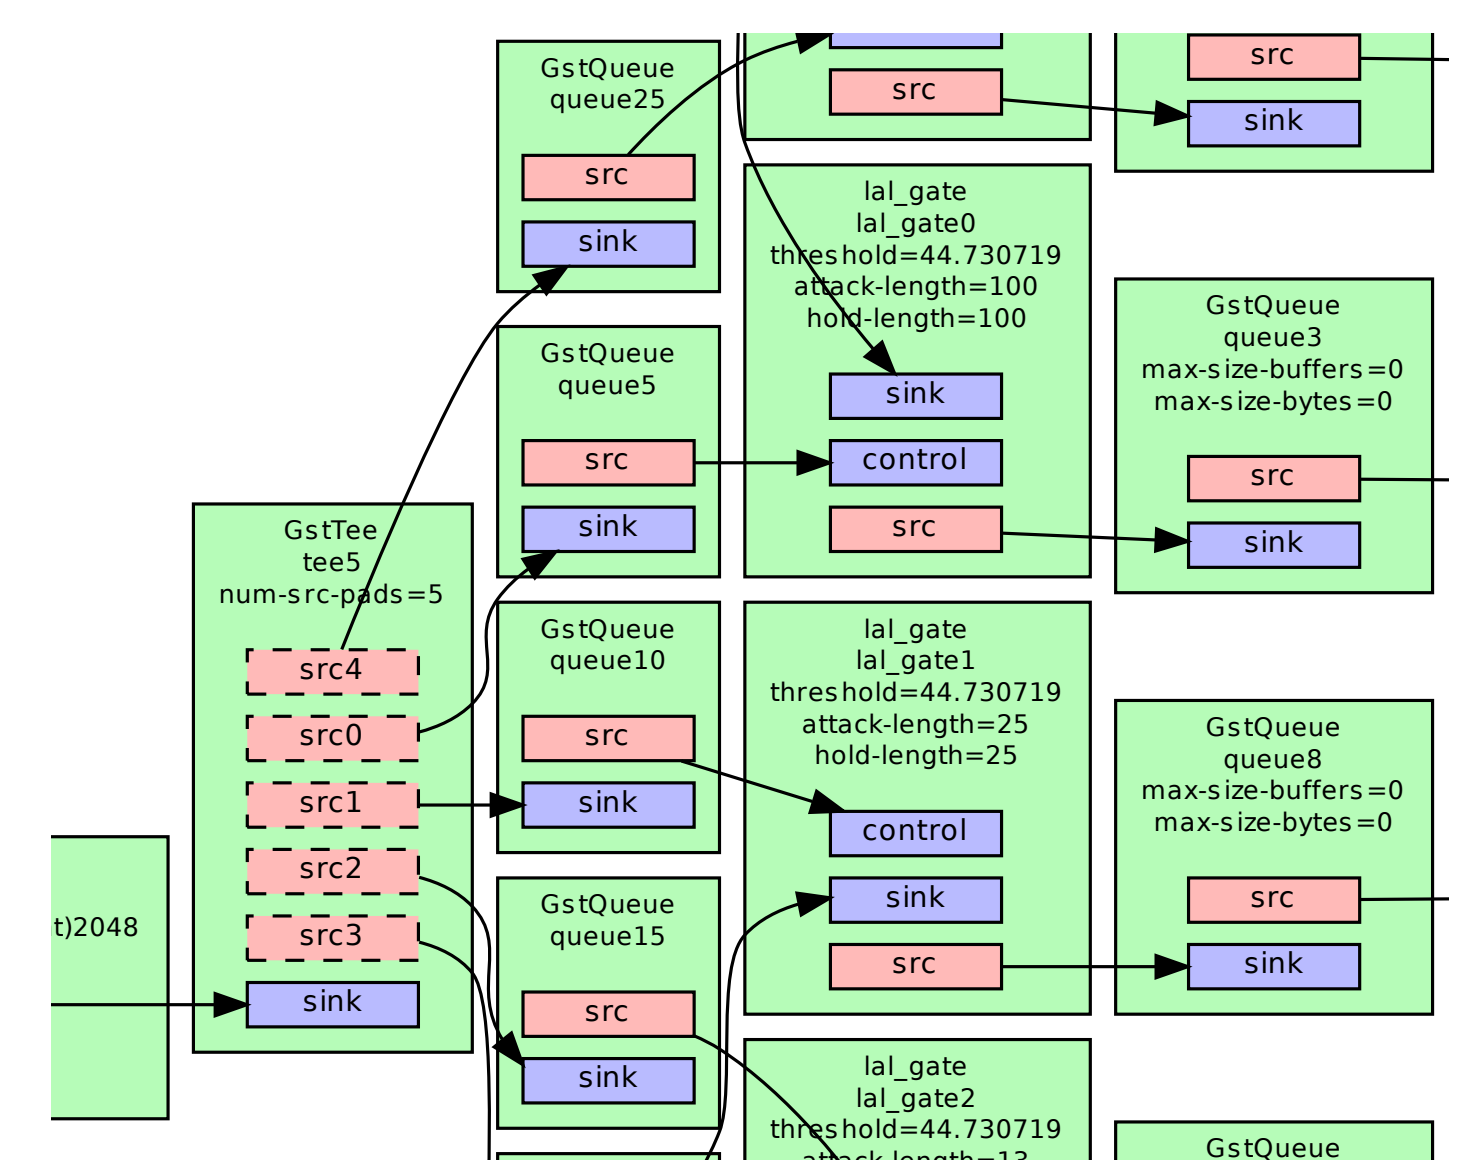 GstQueue
queue25
src
sink
src
src
sink
GstQueue
queue5
src
sink
lal_gate
lal_gate0
threshold=44.730719
attack-length=100
hold-length=100
sink
control
src
GstQueue
queue3
max-size-buffers=0
max-size-bytes=0
src
sink
GstTee
tee5
num-src-pads=5
src4
src0
src1
src2
src3
sink
t)2048
GstQueue
queue10
src
sink
lal_gate
lal_gate1
threshold=44.730719
attack-length=25
hold-length=25
control
sink
src
GstQueue
queue8
max-size-buffers=0
max-size-bytes=0
src
sink
GstQueue
queue15
src
sink
lal_gate
lal_gate2
threshold=44.730719
attack-length=13
GstQueue